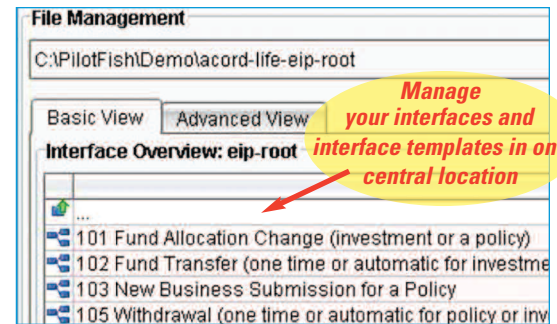 File Management
C:\PilotFish\Demo\acord-life-eip-root
Basic View
Advanced View
Manage
your interfaces and
interface templates in on
central location
Interface Overview: eip-root
...
101 Fund Allocation Change (investment or a policy)
102 Fund Transfer (one time or automatic for investme
103 New Business Submission for a Policy
105 Withdrawal (one time or automatic for policy or inv